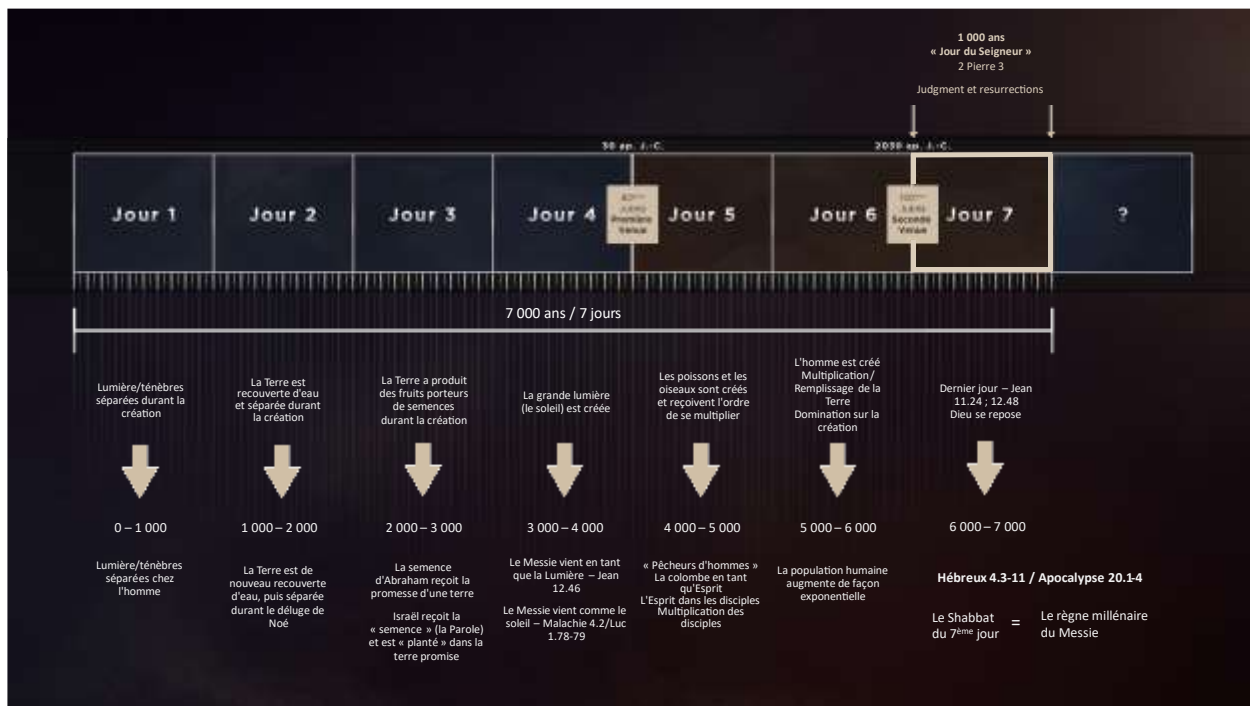 1 000 ans
« Jour du Seigneur »
2 Pierre 3
Judgment et resurrections
30 ap. J.-C.
2030 ap. J.-C.
Jour 1
Jour 2
Jour 3
Jour 4
Première
Venue
Jour 5
Jour 6
Seconde
Venue
Jour 7
?
7 000 ans / 7 jours
Lumière/ténèbres
séparées durant la
création
La Terre est
recouverte d'eau
et séparée durant
la création
La Terre a produit
des fruits porteurs
de semences
durant la création
La grande lumière
(le soleil) est créée
Les poissons et les
oiseaux sont créés
et reçoivent l'ordre
de se multiplier
L'homme est créé
Multiplication/
Remplissage de la
Terre
Domination sur la
création
Dernier jour – Jean
11.24 ; 12.48
Dieu se repose
0 – 1 000
1 000 – 2 000
2 000 – 3 000
3 000 – 4 000
4 000 – 5 000
5 000 – 6 000
6 000 – 7 000
Lumière/ténèbres
séparées chez
l'homme
La Terre est de
nouveau recouverte
d'eau, puis séparée
durant le déluge de
Noé
La semence
d'Abraham reçoit la
promesse d'une terre
Israël reçoit la
« semence » (la Parole)
et est « planté » dans la
terre promise
Le Messie vient en tant
que la Lumière – Jean
12.46
Le Messie vient comme le
soleil – Malachie 4.2/Luc
1.78-79
« Pêcheurs d'hommes »
La colombe en tant
qu'Esprit
L'Esprit dans les disciples
Multiplication des
disciples
La population humaine
augmente de façon
exponentielle
Hébreux 4.3-11 / Apocalypse 20.1-4
Le Shabbat
du 7ème jour
=
Le règne millénaire
du Messie